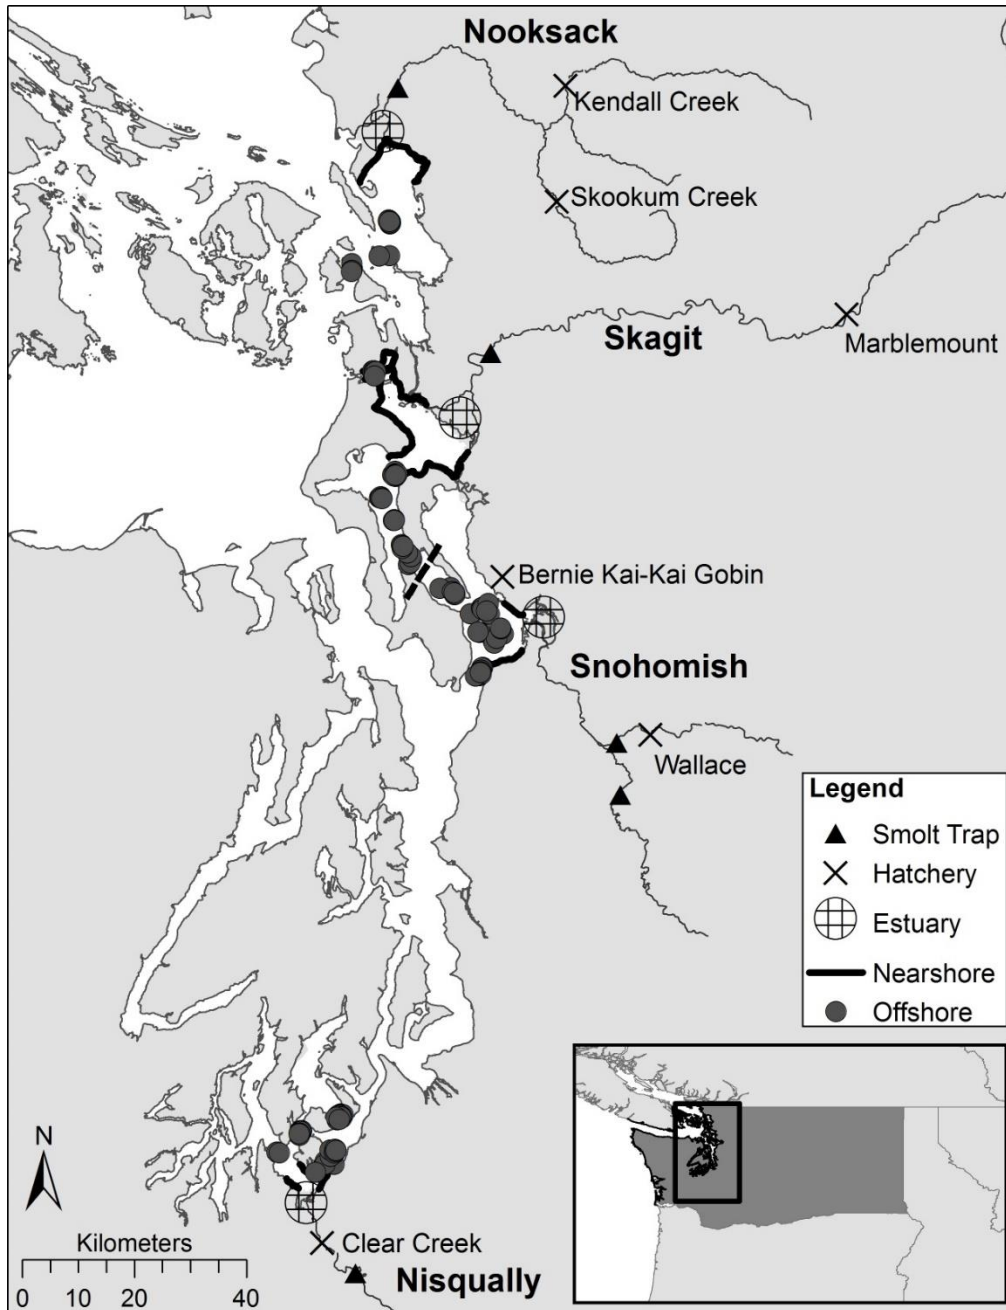 Nooksack
Kendall Creek
Skookum Creek
Skagit
Marblemount
Bernie Kai-Kai Gobin
Snohomish
Wallace
Legend
Smolt Trap
Hatchery
Estuary
Nearshore
Offshore
N
Kilometers
Clear Creek
Nisqually
0 10 20 40